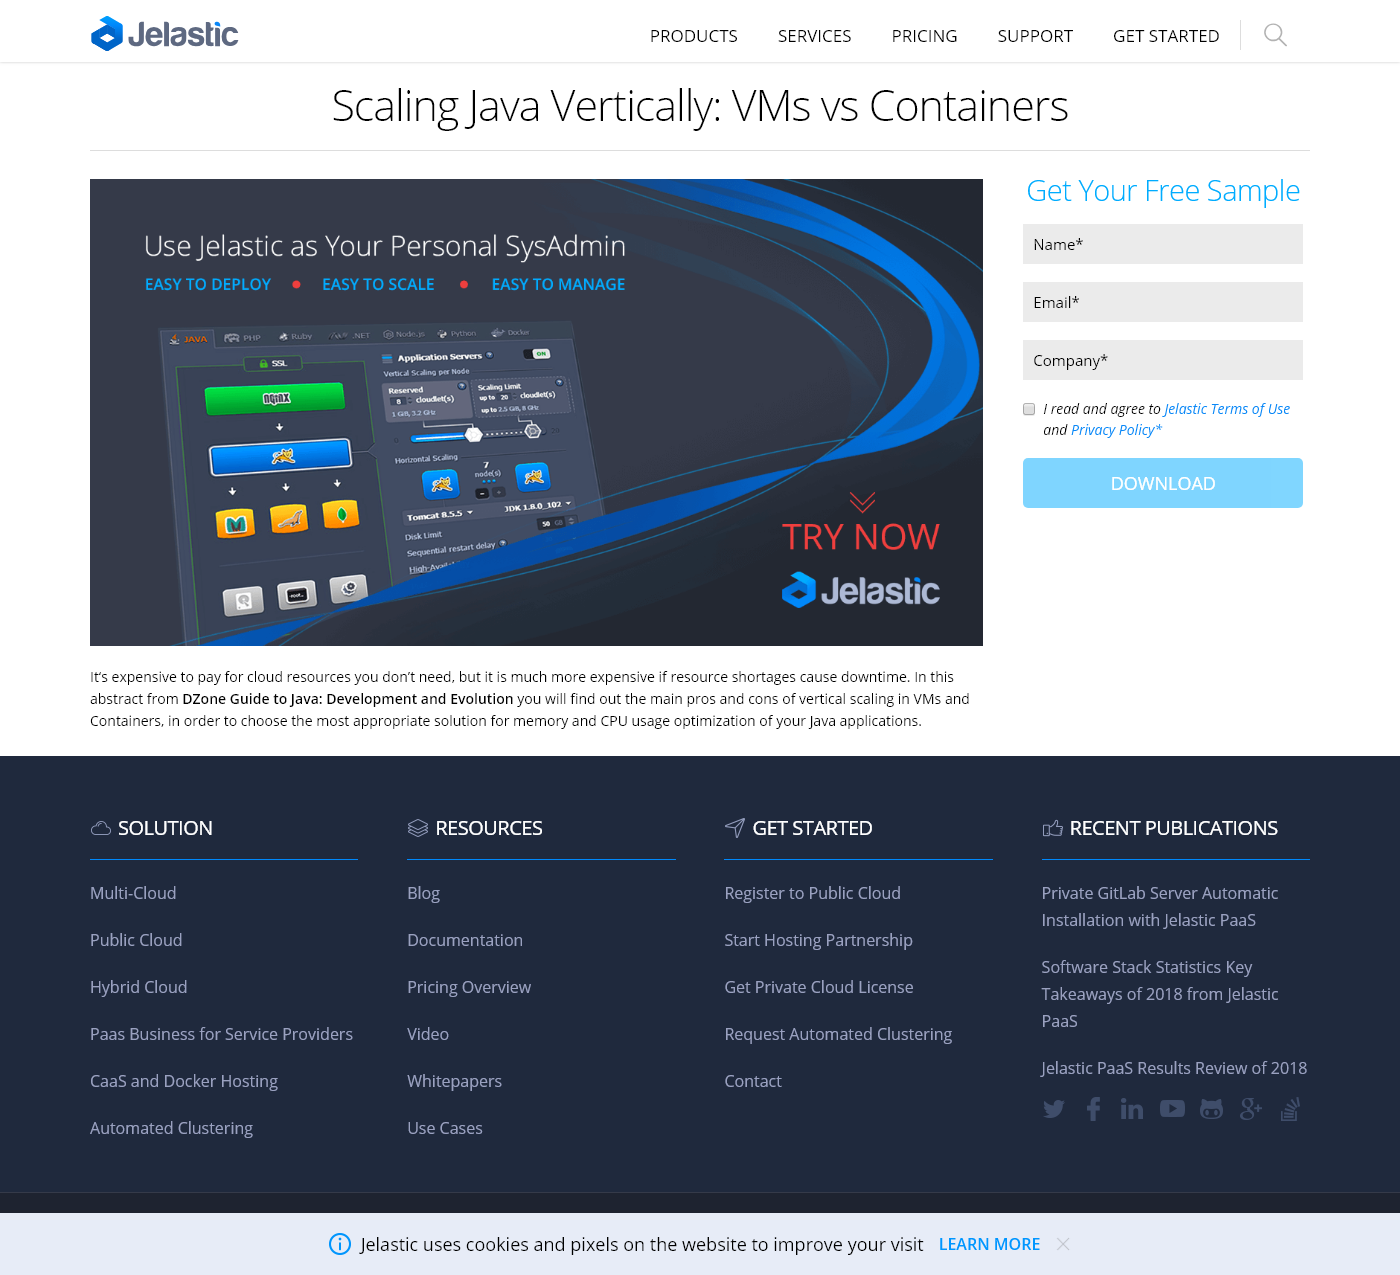 Jelastic
PRODUCTS
SERVICES
PRICING
SUPPORT
GET STARTED
Scaling Java Vertically: VMs vs Containers
Use Jelastic as Your Personal SysAdmin
EASY TO DEPLOY • EASY TO SCALE • EASY TO MANAGE
JAVA
PHP
Ruby
.NET
Node.js
Python
Docker
SSL
NGINX
Application Servers
ON
Vertical Scaling per Node
Reserved
8 cloudlet(s)
1 GiB, 3.2 GHz
Scaling Limit
up to 20 cloudlet(s)
up to 2.5 GiB, 8 GHz
Horizontal Scaling
7
node(s)
Tomcat 8.5.5
JDK 1.8.0_102
Disk Limit
50 GB
Sequential restart delay
TRY NOW
Jelastic
Get Your Free Sample
Name*
Email*
Company*
I read and agree to Jelastic Terms of Use
and Privacy Policy*
DOWNLOAD
It’s expensive to pay for cloud resources you don’t need, but it is much more expensive if resource shortages cause downtime. In this
abstract from DZone Guide to Java: Development and Evolution you will find out the main pros and cons of vertical scaling in VMs and
Containers, in order to choose the most appropriate solution for memory and CPU usage optimization of your Java applications.
SOLUTION
Multi-Cloud
Public Cloud
Hybrid Cloud
Paas Business for Service Providers
CaaS and Docker Hosting
Automated Clustering
RESOURCES
Blog
Documentation
Pricing Overview
Video
Whitepapers
Use Cases
GET STARTED
Register to Public Cloud
Start Hosting Partnership
Get Private Cloud License
Request Automated Clustering
Contact
RECENT PUBLICATIONS
Private GitLab Server Automatic
Installation with Jelastic PaaS
Software Stack Statistics Key
Takeaways of 2018 from Jelastic
PaaS
Jelastic PaaS Results Review of 2018
Jelastic uses cookies and pixels on the website to improve your visit LEARN MORE